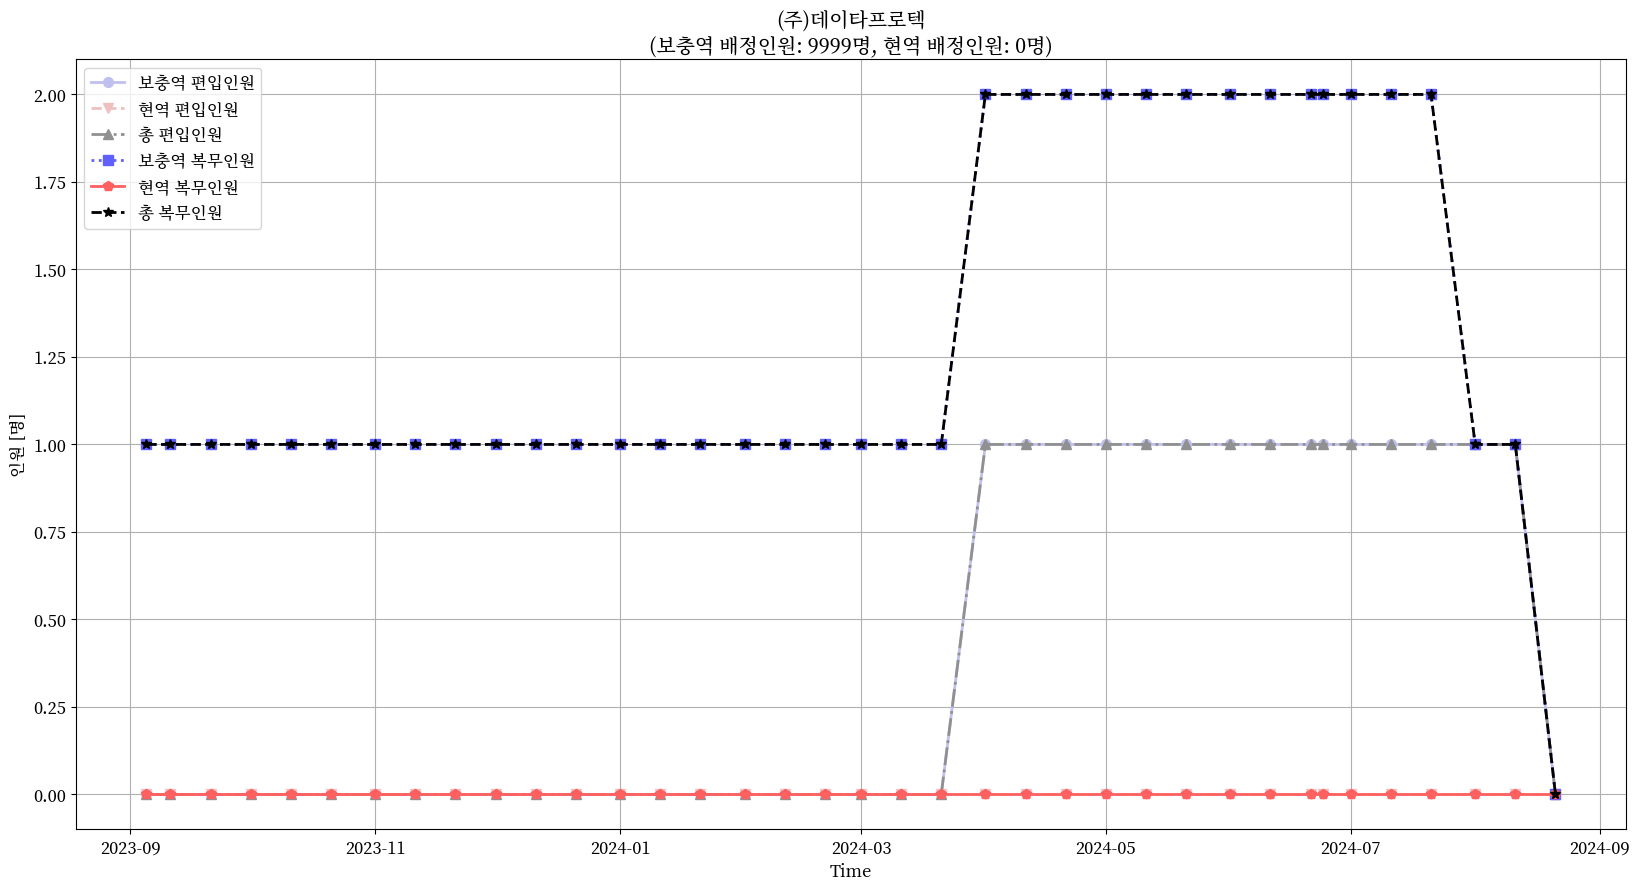 (주)데이타프로텍
(보충역 배정인원: 9999명, 현역 배정인원: 0명)
보충역 편입인원
현역 편입인원
총 편입인원
보충역 복무인원
현역 복무인원
총 복무인원
2.00
1.75
1.50
1.25
1.00
0.75
0.50
0.25
0.00
인원 [명]
2023-09 2023-11 2024-01 2024-03 2024-05 2024-07 2024-09
Time